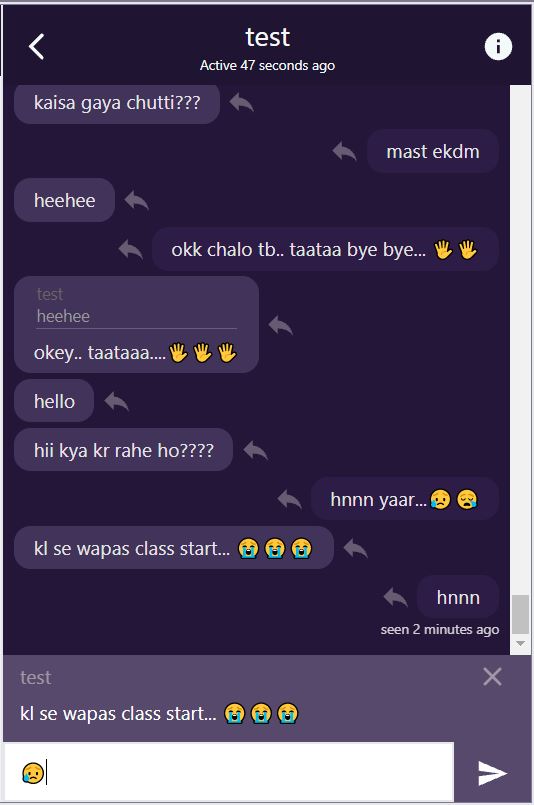 test
Active 47 seconds ago
kaisa gaya chutti???
mast ekdm
heehee
okk chalo tb.. taataa bye bye... 🖐🖐
test
heehee
okey.. taataaa....🖐🖐🖐
hello
hii kya kr rahe ho????
hnnn yaar...😥😪
kl se wapas class start... 😭😭😭
hnnn
seen 2 minutes ago
test
kl se wapas class start... 😭😭😭
😥